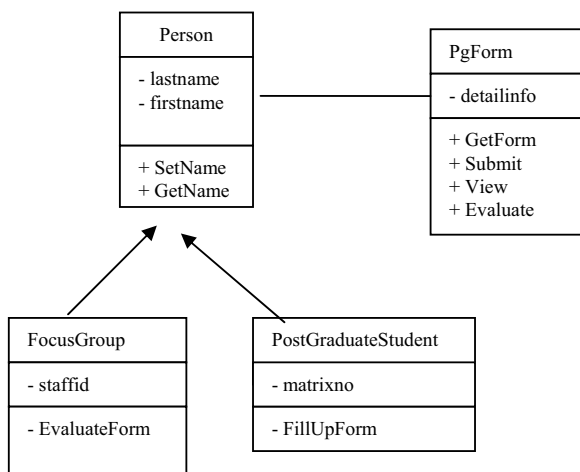 Person
- lastname
- firstname
+ SetName
+ GetName
PgForm
- detailinfo
+ GetForm
+ Submit
+ View
+ Evaluate
FocusGroup
- staffid
- EvaluateForm
PostGraduateStudent
- matrixno
- FillUpForm